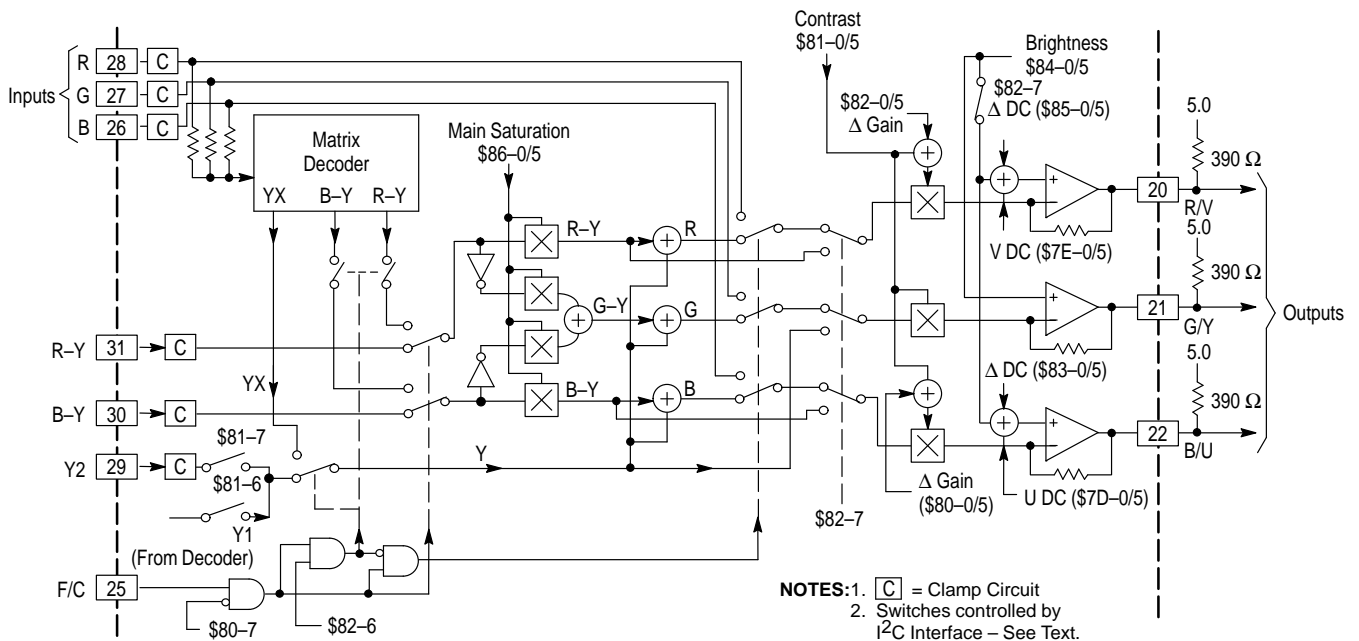 Contrast
$81–0/5
R 28 C
Brightness
$84–0/5
Inputs G 27 C
$82–7
$82–0/5
Δ DC ($85–0/5)
5.0
B 26 C
Δ Gain
Matrix
Decoder
Main Saturation
$86–0/5
390 Ω
YX B–Y R–Y
20
R–Y R
R/V
5.0
V DC ($7E–0/5)
390 Ω
G–Y G
21
Outputs
R–Y 31 C
G/Y
5.0
Δ DC ($83–0/5)
YX
B–Y B
390 Ω
B–Y 30 C
$81–7
22
B/U
Y2 29 C
Y
$81–6
Δ Gain
($80–0/5)
U DC ($7D–0/5)
Y1
$82–7
(From Decoder)
F/C 25
NOTES:1. C = Clamp Circuit
2. Switches controlled by
I2C Interface – See Text.
$80–7
$82–6